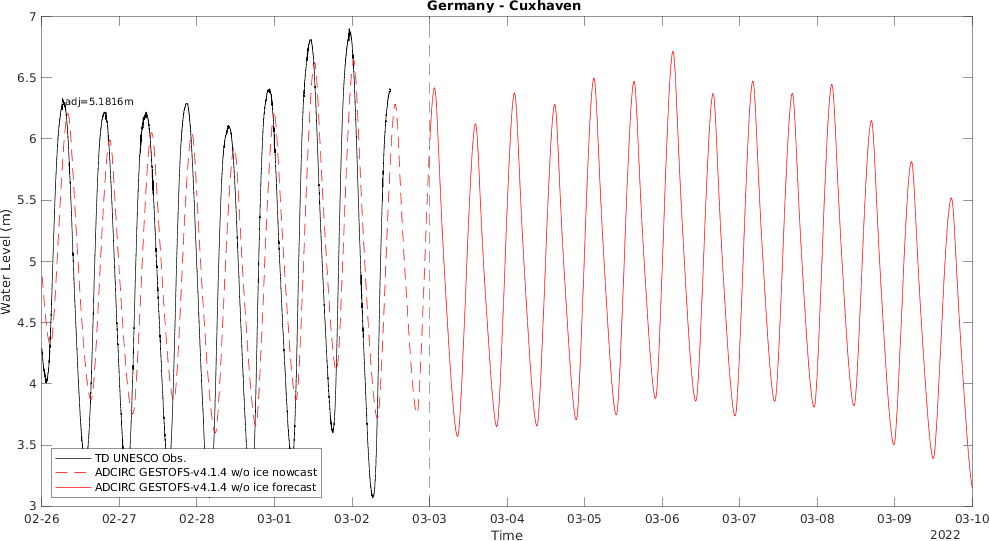 Germany - Cuxhaven
7
6.5
adj=5.1816m
6
5.5
5
4.5
4
3.5
3
Water Level (m)
TD UNESCO Obs.
ADCIRC GESTOFS-v4.1.4 w/o ice nowcast
ADCIRC GESTOFS-v4.1.4 w/o ice forecast
02-26 02-27 02-28 03-01 03-02 03-03 03-04 03-05 03-06 03-07 03-08 03-09 03-10
Time
2022